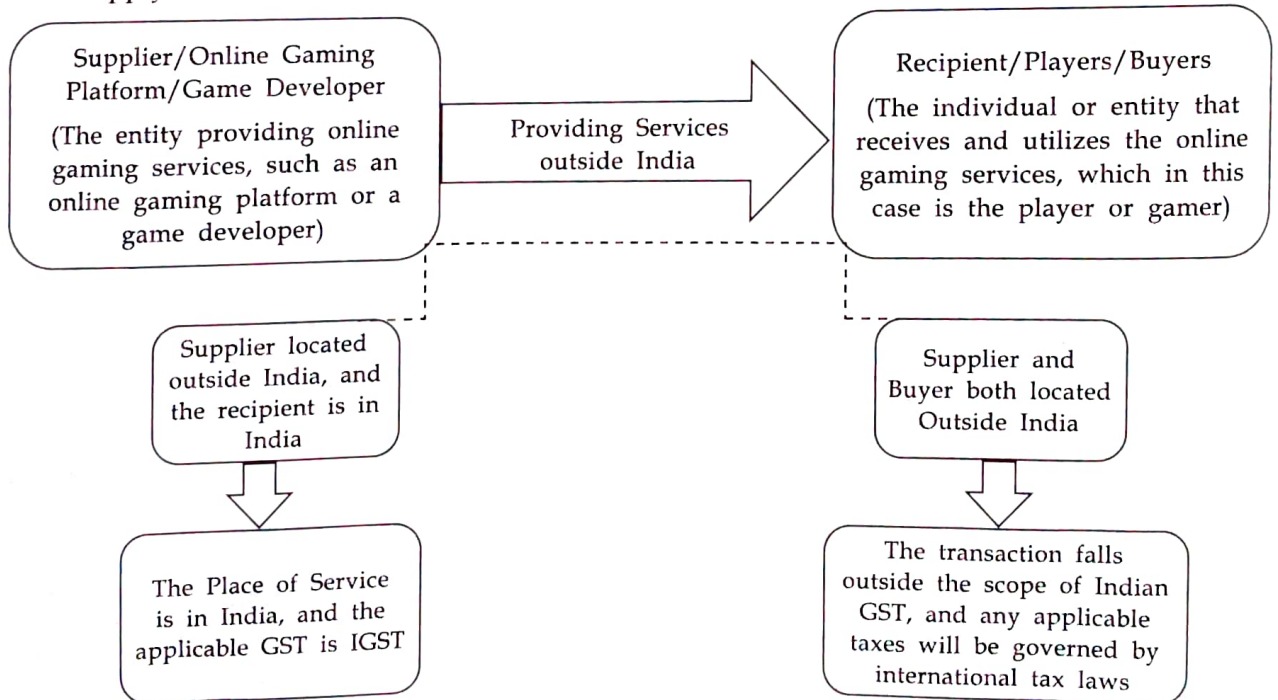 Supplier/Online Gaming
Platform/Game Developer
(The entity providing online
gaming services, such as an
online gaming platform or a
game developer)
Providing Services
outside India
Recipient/Players/Buyers
(The individual or entity that
receives and utilizes the online
gaming services, which in this
case is the player or gamer)
Supplier located
outside India, and
the recipient is in
India
Supplier and
Buyer both located
Outside India
The Place of Service
is in India, and the
applicable GST is IGST
The transaction falls
outside the scope of Indian
GST, and any applicable
taxes will be governed by
international tax laws